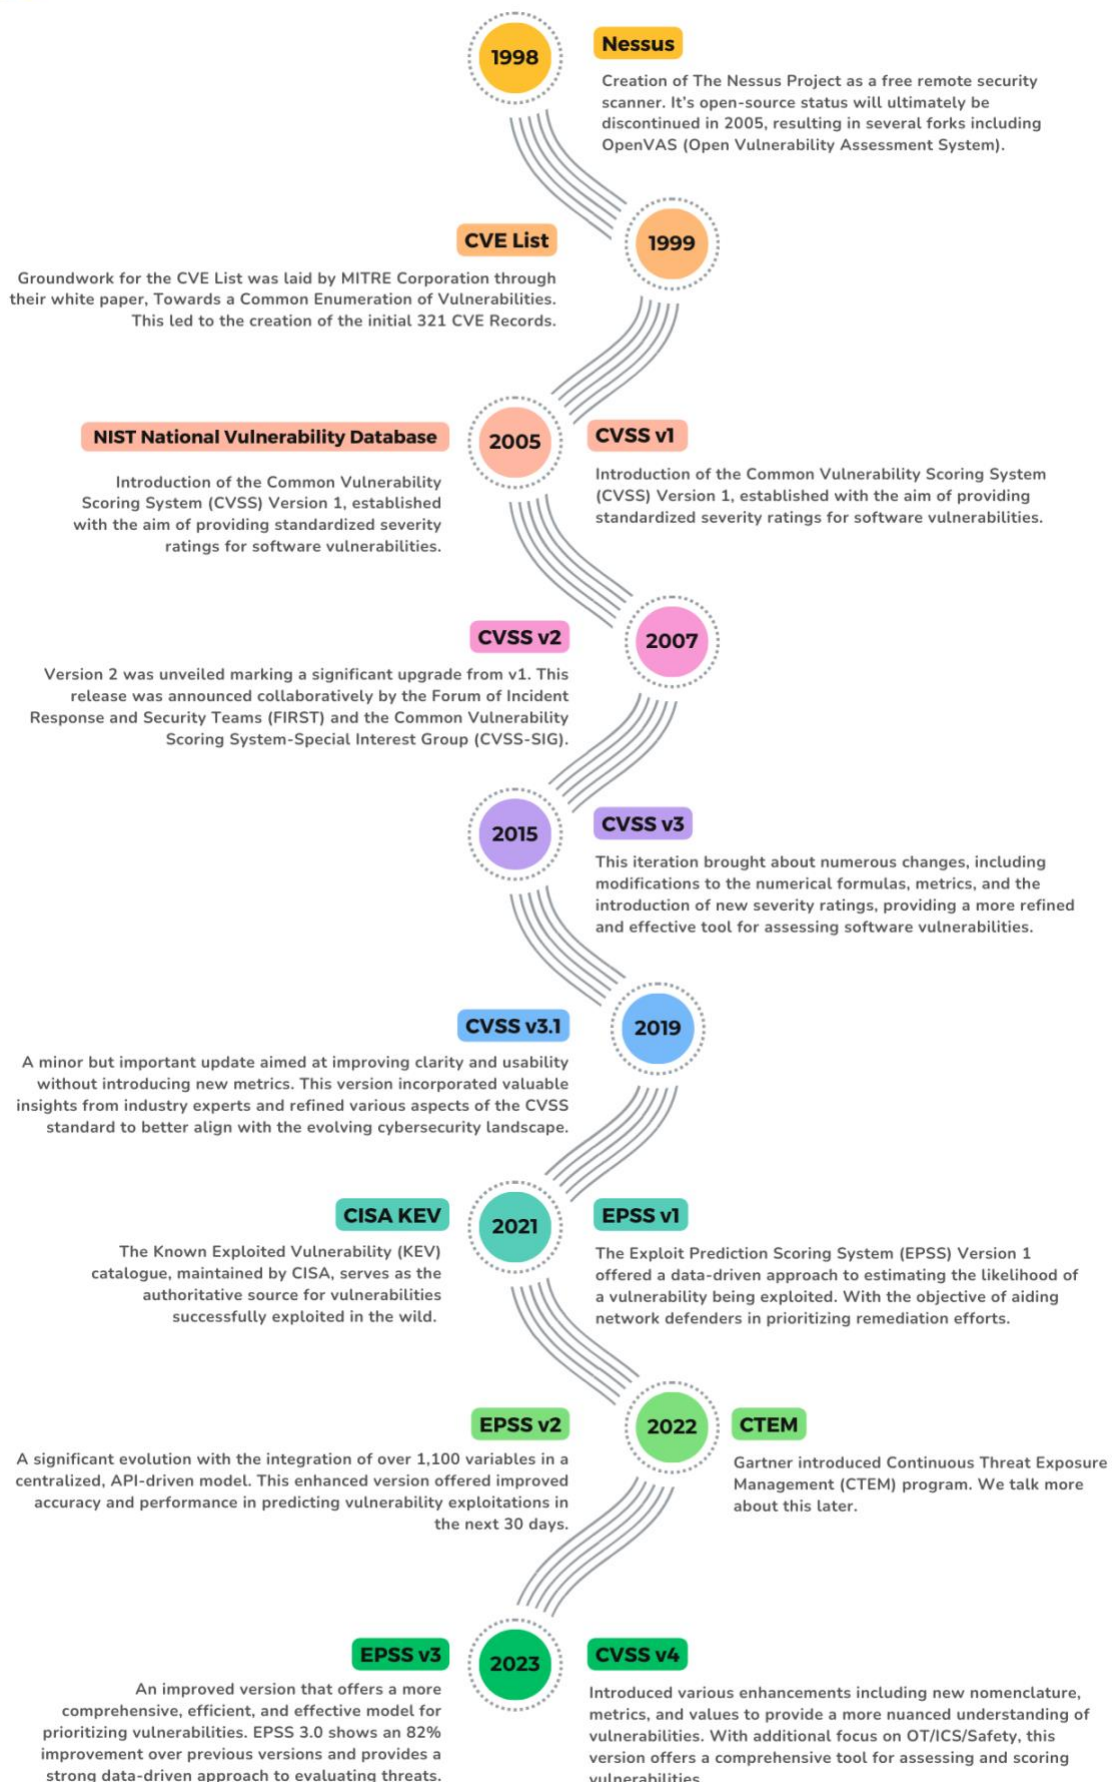 1998
Nessus
Creation of The Nessus Project as a free remote security
scanner. It's open-source status will ultimately be
discontinued in 2005, resulting in several forks including
OpenVAS (Open Vulnerability Assessment System).
CVE List
1999
Groundwork for the CVE List was laid by MITRE Corporation through
their white paper, Towards a Common Enumeration of Vulnerabilities.
This led to the creation of the initial 321 CVE Records.
NIST National Vulnerability Database
Introduction of the Common Vulnerability
Scoring System (CVSS) Version 1, established
with the aim of providing standardized severity
ratings for software vulnerabilities.
2005
CVSS v1
Introduction of the Common Vulnerability Scoring System
(CVSS) Version 1, established with the aim of providing
standardized severity ratings for software vulnerabilities.
CVSS v2
2007
Version 2 was unveiled marking a significant upgrade from v1. This
release was announced collaboratively by the Forum of Incident
Response and Security Teams (FIRST) and the Common Vulnerability
Scoring System-Special Interest Group (CVSS-SIG).
2015
CVSS v3
This iteration brought about numerous changes, including
modifications to the numerical formulas, metrics, and the
introduction of new severity ratings, providing a more refined
and effective tool for assessing software vulnerabilities.
CVSS v3.1
2019
A minor but important update aimed at improving clarity and usability
without introducing new metrics. This version incorporated valuable
insights from industry experts and refined various aspects of the CVSS
standard to better align with the evolving cybersecurity landscape.
CISA KEV
The Known Exploited Vulnerability (KEV)
catalogue, maintained by CISA, serves as the
authoritative source for vulnerabilities
successfully exploited in the wild.
2021
EPSS v1
The Exploit Prediction Scoring System (EPSS) Version 1
offered a data-driven approach to estimating the likelihood of
a vulnerability being exploited. With the objective of aiding
network defenders in prioritizing remediation efforts.
EPSS v2
A significant evolution with the integration of over 1,100 variables in a
centralized, API-driven model. This enhanced version offered improved
accuracy and performance in predicting vulnerability exploitations in
the next 30 days.
2022
CTEM
Gartner introduced Continuous Threat Exposure
Management (CTEM) program. We talk more
about this later.
EPSS v3
An improved version that offers a more
comprehensive, efficient, and effective model for
prioritizing vulnerabilities. EPSS 3.0 shows an 82%
improvement over previous versions and provides a
strong data-driven approach to evaluating threats.
2023
CVSS v4
Introduced various enhancements including new nomenclature,
metrics, and values to provide a more nuanced understanding of
vulnerabilities. With additional focus on OT/ICS/Safety, this
version offers a comprehensive tool for assessing and scoring
vulnerabilities.